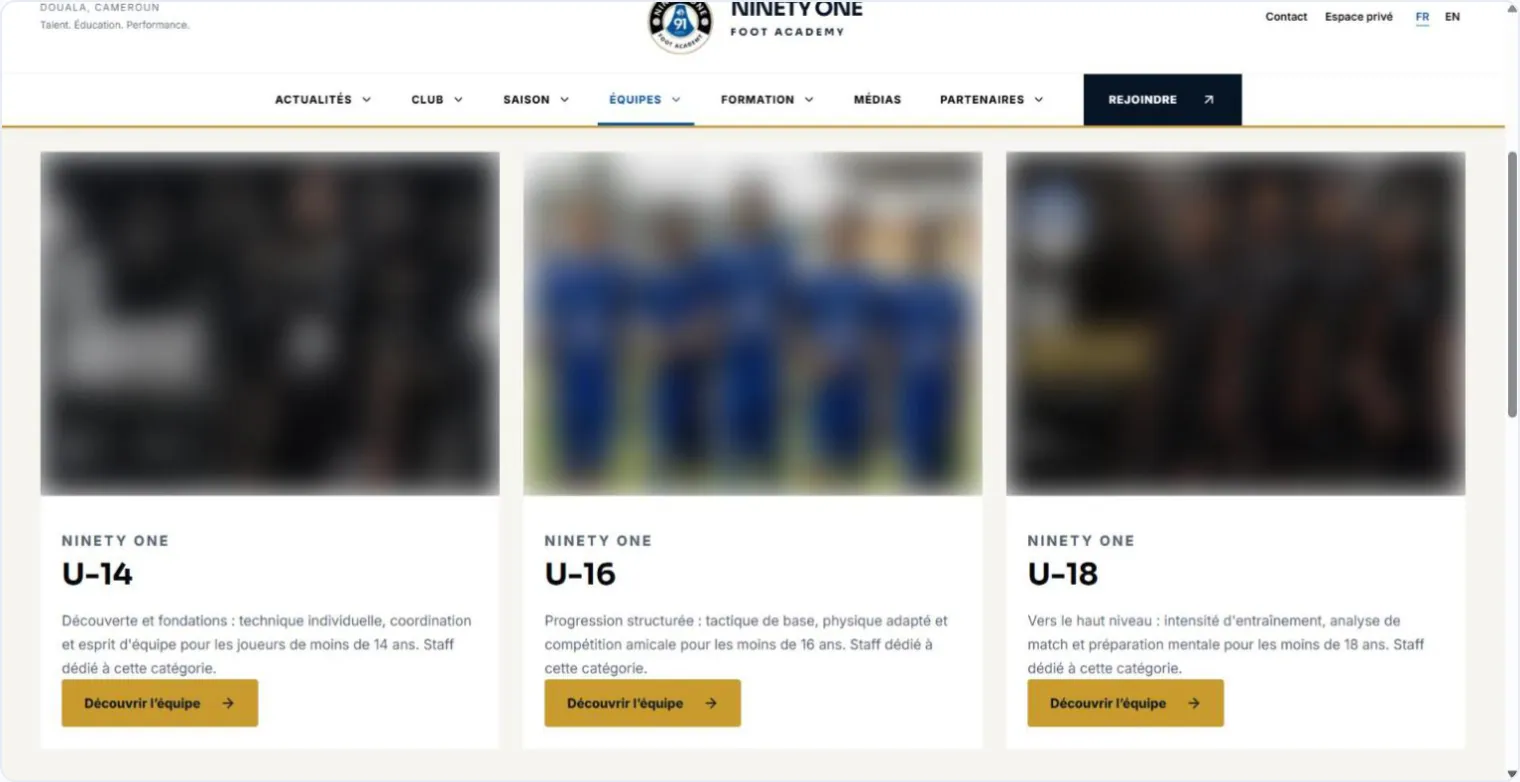 DOUALA, CAMEROUN
Talent. Éducation. Performance.
91
FOOT ACADEMY
NINETY ONE
FOOT ACADEMY
Contact
Espace privé
FR
EN
ACTUALITÉS
CLUB
SAISON
ÉQUIPES
FORMATION
MÉDIAS
PARTENAIRES
REJOINDRE
NINETY ONE
U-14
Découverte et fondations : technique individuelle, coordination
et esprit d'équipe pour les joueurs de moins de 14 ans. Staff
dédié à cette catégorie.
Découvrir l'équipe
NINETY ONE
U-16
Progression structurée : tactique de base, physique adapté et
compétition amicale pour les moins de 16 ans. Staff dédié à
cette catégorie.
Découvrir l'équipe
NINETY ONE
U-18
Vers le haut niveau : intensité d'entraînement, analyse de
match et préparation mentale pour les moins de 18 ans. Staff
dédié à cette catégorie.
Découvrir l'équipe